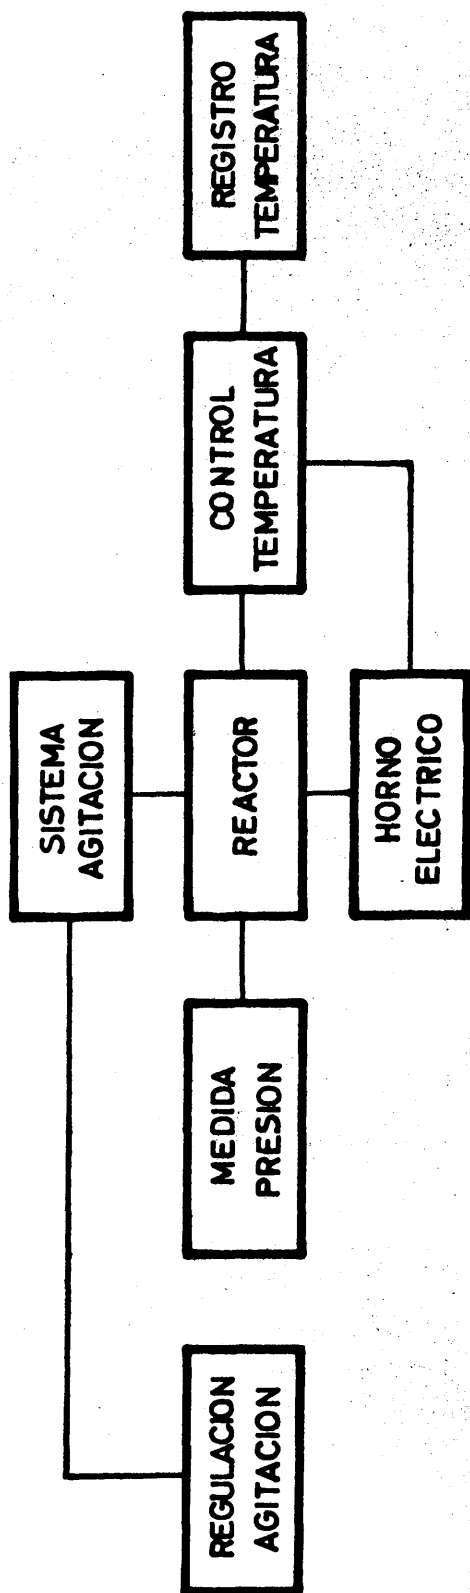 SISTEMA
AGITACION
REGULACION
AGITACION
MEDIDA
PRESION
REACTOR
CONTROL
TEMPERATURA
REGISTRO
TEMPERATURA
HORNO
ELECTRICO